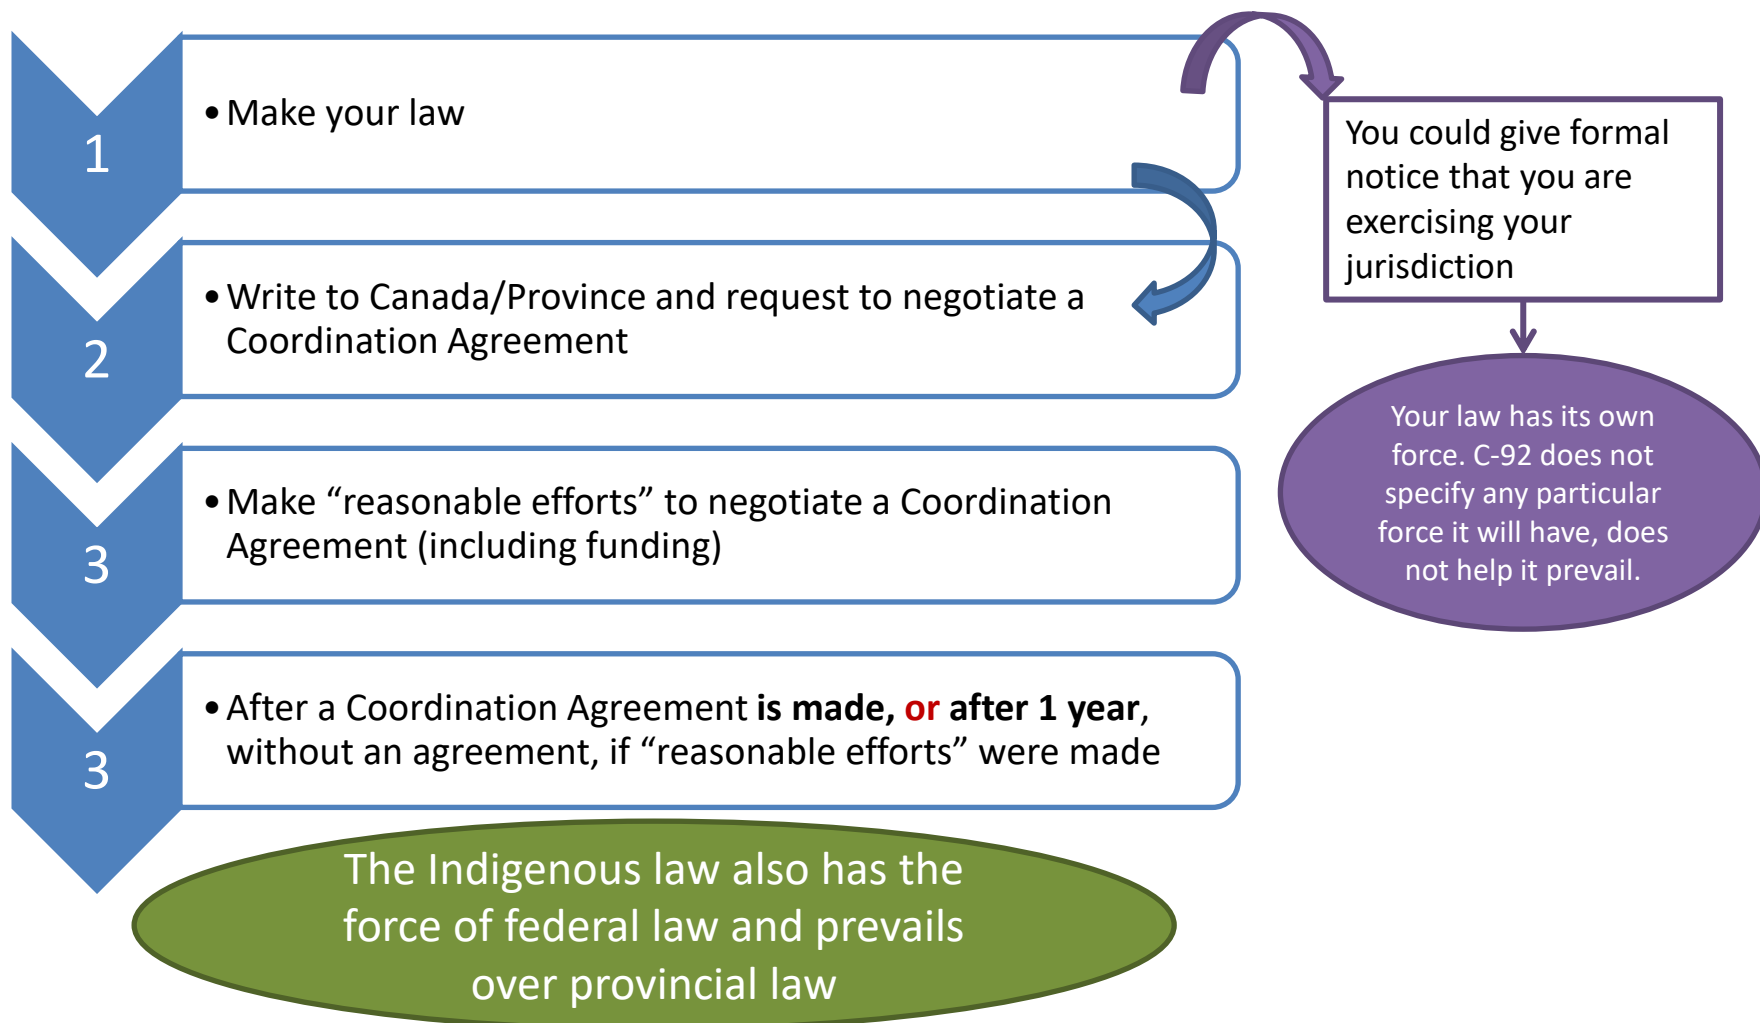 1
• Make your law
2
• Write to Canada/Province and request to negotiate a
Coordination Agreement
3
• Make “reasonable efforts” to negotiate a Coordination
Agreement (including funding)
3
• After a Coordination Agreement is made, or after 1 year,
without an agreement, if “reasonable efforts” were made
The Indigenous law also has the
force of federal law and prevails
over provincial law
You could give formal
notice that you are
exercising your
jurisdiction
Your law has its own
force. C-92 does not
specify any particular
force it will have, does
not help it prevail.